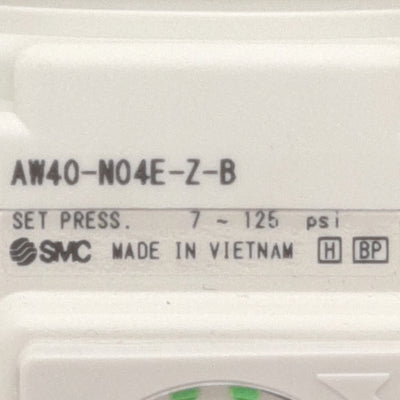 AW40-N04E-Z-B
SET PRESS. 7 ~ 125 psi
SMC MADE IN VIETNAM H BP